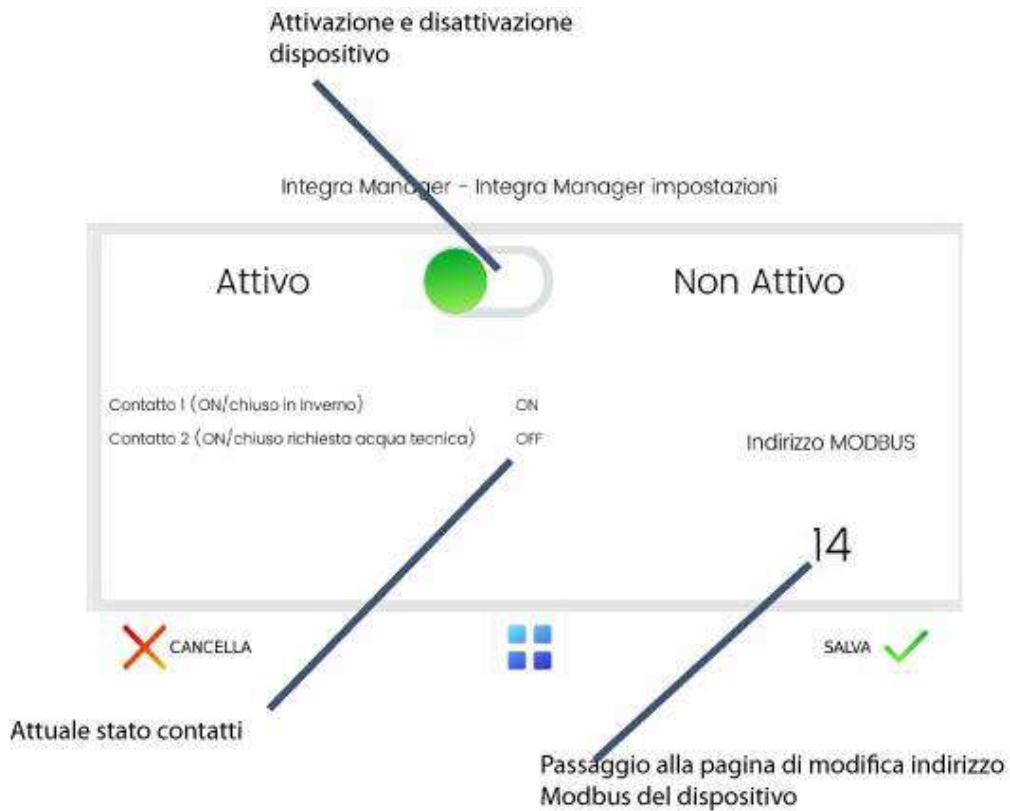 Attivazione e disattivazione
dispositivo
Integra Manager - Integra Manager impostazioni
Attivo
Non Attivo
Contatto 1 (ON/chiuso in Inverno)
ON
Contatto 2 (ON/chiuso richiesta acqua tecnica)
OFF
Indirizzo MODBUS
14
CANCELLA
SALVA
Attuale stato contatti
Passaggio alla pagina di modifica indirizzo
Modbus del dispositivo